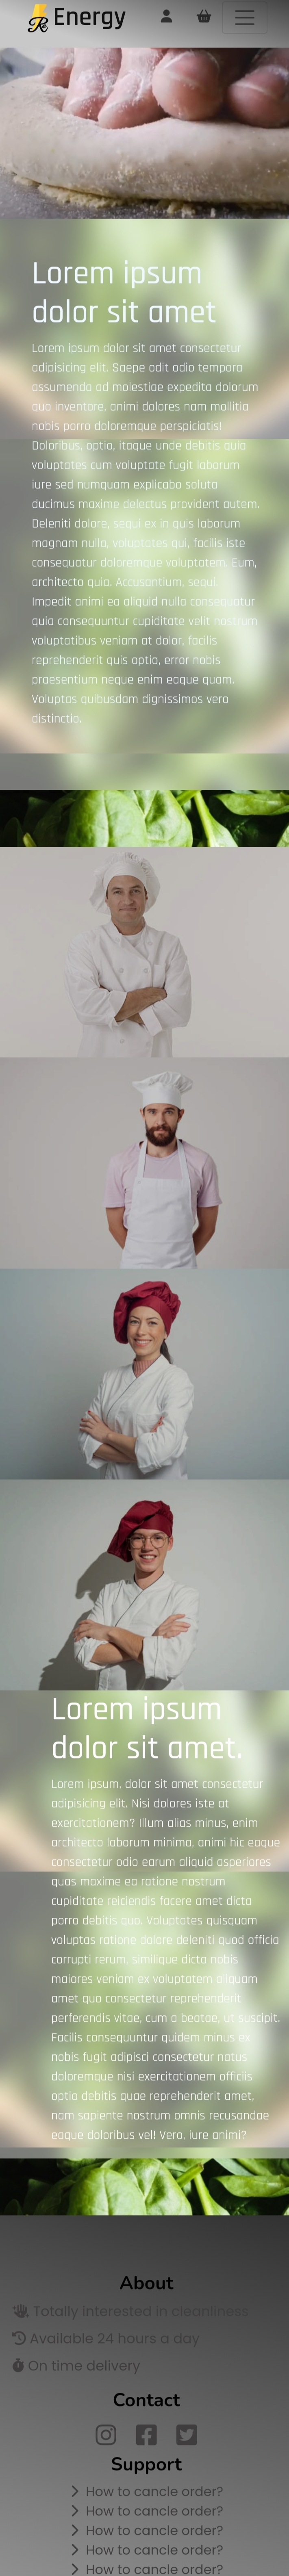 Energy
Lorem ipsum
dolor sit amet
Lorem ipsum dolor sit amet consectetur
adipisicing elit. Saepe odit odio tempora
assumenda ad molestiae expedita dolorum
quo inventore, animi dolores nam mollitia
nobis porro doloremque perspiciatis!
Doloribus, optio, itaque unde debitis quia
voluptates cum voluptate fugit laborum
iure sed numquam explicabo soluta
ducimus maxime delectus provident autem.
Deleniti dolore, sequi ex in quis laborum
magnam nulla, voluptates qui, facilis iste
consequatur doloremque voluptatem. Eum,
architecto quia. Accusantium, sequi.
Impedit animi ea aliquid nulla consequatur
quia consequuntur cupiditate velit nostrum
voluptatibus veniam at dolor, facilis
reprehenderit quis optio, error nobis
praesentium neque enim eaque quam.
Voluptas quibusdam dignissimos vero
distinctio.
Lorem ipsum
dolor sit amet.
Lorem ipsum, dolor sit amet consectetur
adipisicing elit. Nisi dolores iste at
exercitationem? Illum alias minus, enim
architecto laborum minima, animi hic eaque
consectetur odio earum aliquid asperiores
quos maxime ea ratione nostrum
cupiditate reiciendis facere amet dicta
porro debitis quo. Voluptates quisquam
voluptas ratione dolore deleniti quod officia
corrupti rerum, similique dicta nobis
maiores veniam ex voluptatem aliquam
amet quo consectetur reprehenderit
perferendis vitae, cum a beatae, ut suscipit.
Facilis consequuntur quidem minus ex
nobis fugit adipisci consectetur natus
doloremque nisi exercitationem officiis
optio debitis quae reprehenderit amet,
nam sapiente nostrum omnis recusandae
eaque doloribus vel! Vero, iure animi?
About
Totally interested in cleanliness
Available 24 hours a day
On time delivery
Contact
Support
How to cancle order?
How to cancle order?
How to cancle order?
How to cancle order?
How to cancle order?